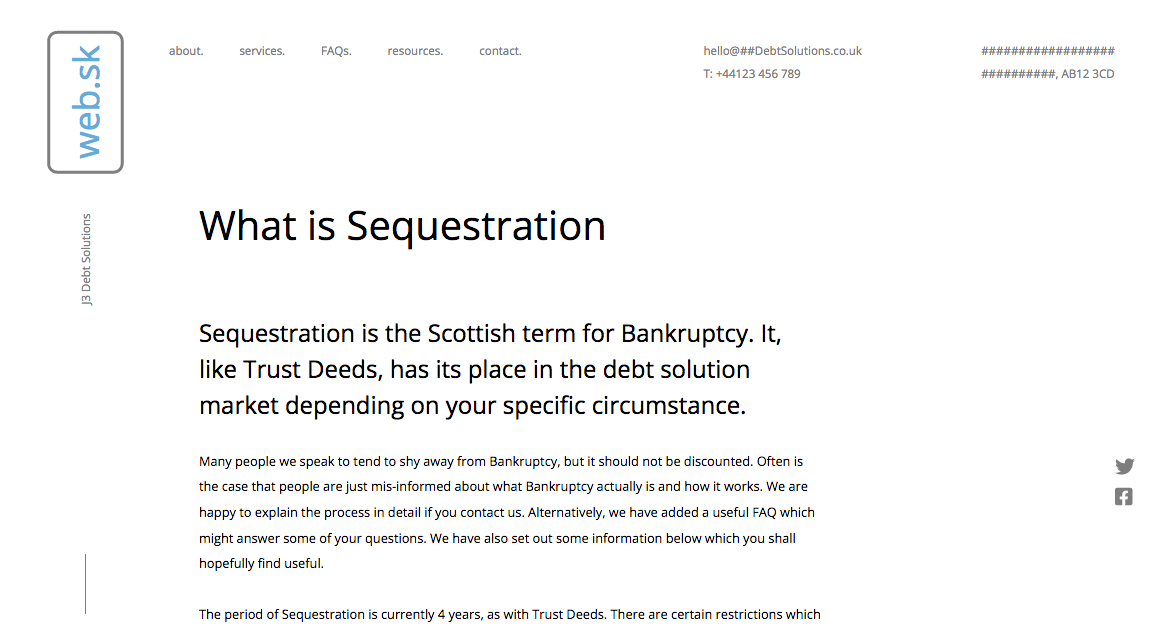 web.sk
about. services. FAQs. resources. contact.
hello@##DebtSolutions.co.uk
T: +44123 456 789
##################
##########, AB12 3CD
J3 Debt Solutions
What is Sequestration
Sequestration is the Scottish term for Bankruptcy. It,
like Trust Deeds, has its place in the debt solution
market depending on your specific circumstance.
Many people we speak to tend to shy away from Bankruptcy, but it should not be discounted. Often is
the case that people are just mis-informed about what Bankruptcy actually is and how it works. We are
happy to explain the process in detail if you contact us. Alternatively, we have added a useful FAQ which
might answer some of your questions. We have also set out some information below which you shall
hopefully find useful.
The period of Sequestration is currently 4 years, as with Trust Deeds. There are certain restrictions which